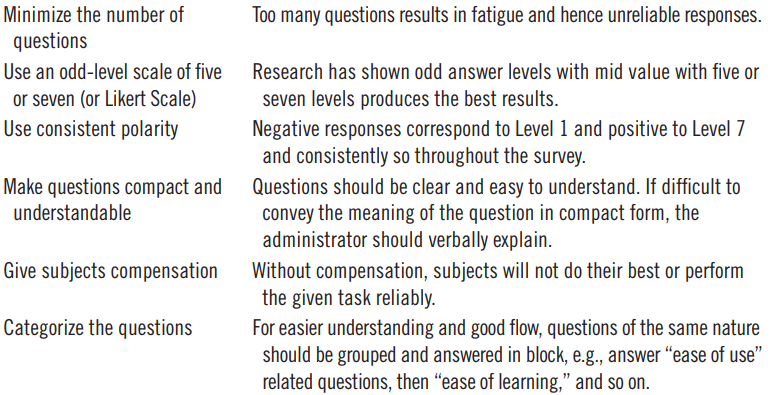 Minimize the number of questions
Too many questions results in fatigue and hence unreliable responses.
Use an odd-level scale of five or seven (or Likert Scale)
Research has shown odd answer levels with mid value with five or
seven levels produces the best results.
Use consistent polarity
Negative responses correspond to Level 1 and positive to Level 7
and consistently so throughout the survey.
Make questions compact and
understandable
Questions should be clear and easy to understand. If difficult to
convey the meaning of the question in compact form, the
administrator should verbally explain.
Give subjects compensation
Without compensation, subjects will not do their best or perform
the given task reliably.
Categorize the questions
For easier understanding and good flow, questions of the same nature
should be grouped and answered in block, e.g., answer “ease of use”
related questions, then “ease of learning,” and so on.